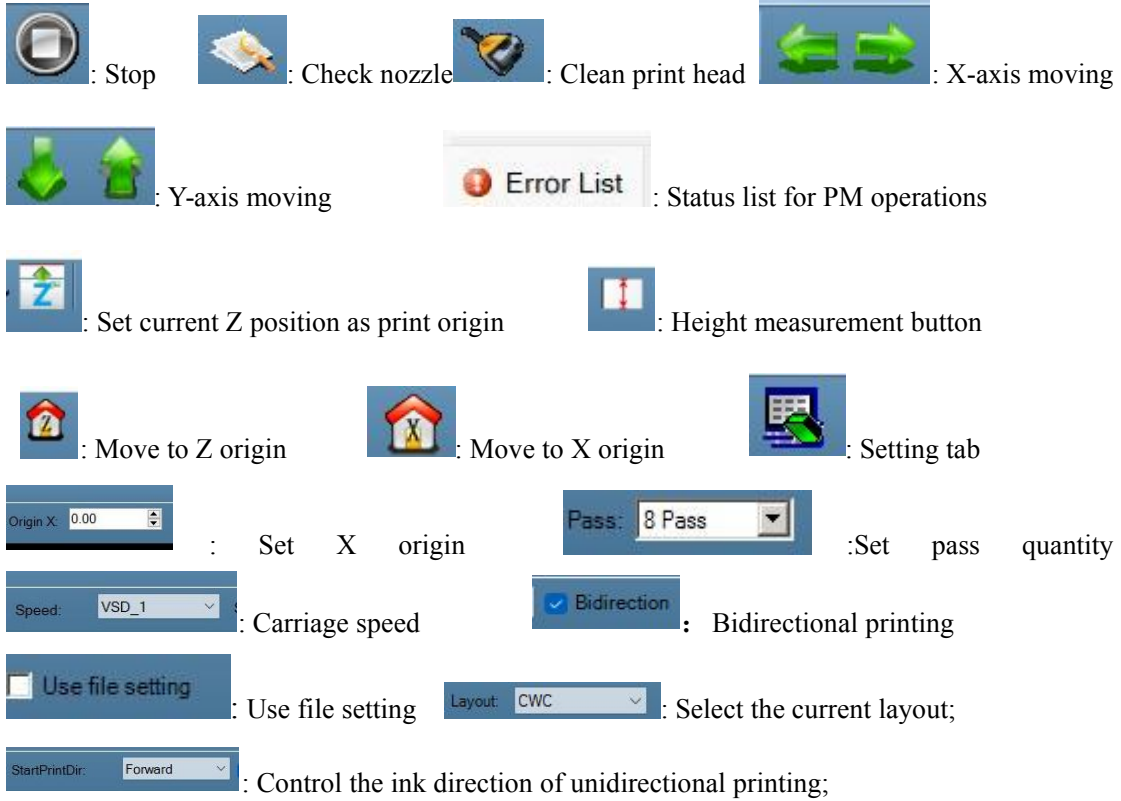 : Stop : Check nozzle : Clean print head : X-axis moving
: Y-axis moving Error List : Status list for PM operations
Z : Set current Z position as print origin : Height measurement button
Z : Move to Z origin X : Move to X origin : Setting tab
Origin X: 0.00 : Set X origin Pass: 8 Pass :Set pass quantity
Speed: VSD_1 : Carriage speed Bidirection ： Bidirectional printing
Use file setting : Use file setting Layout: CWC : Select the current layout;
StartPrintDir: Forward : Control the ink direction of unidirectional printing;